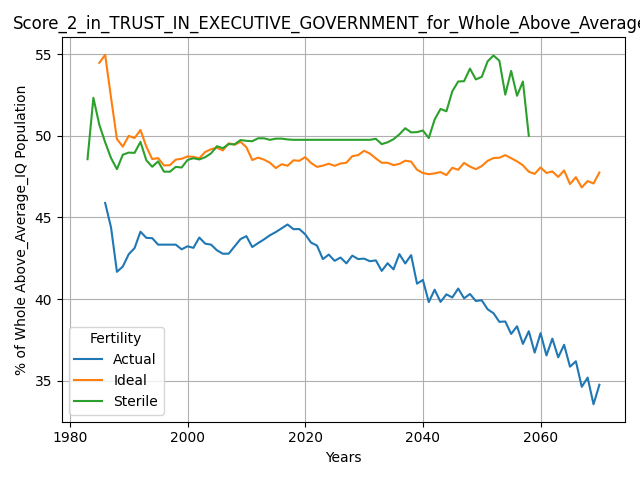 Score_2_in_TRUST_IN_EXECUTIVE_GOVERNMENT_for_Whole_Above_Average
55
50
45
40
35
% of Whole Above_Average_IQ Population
Fertility
Actual
Ideal
Sterile
1980
2000
2020
2040
2060
Years